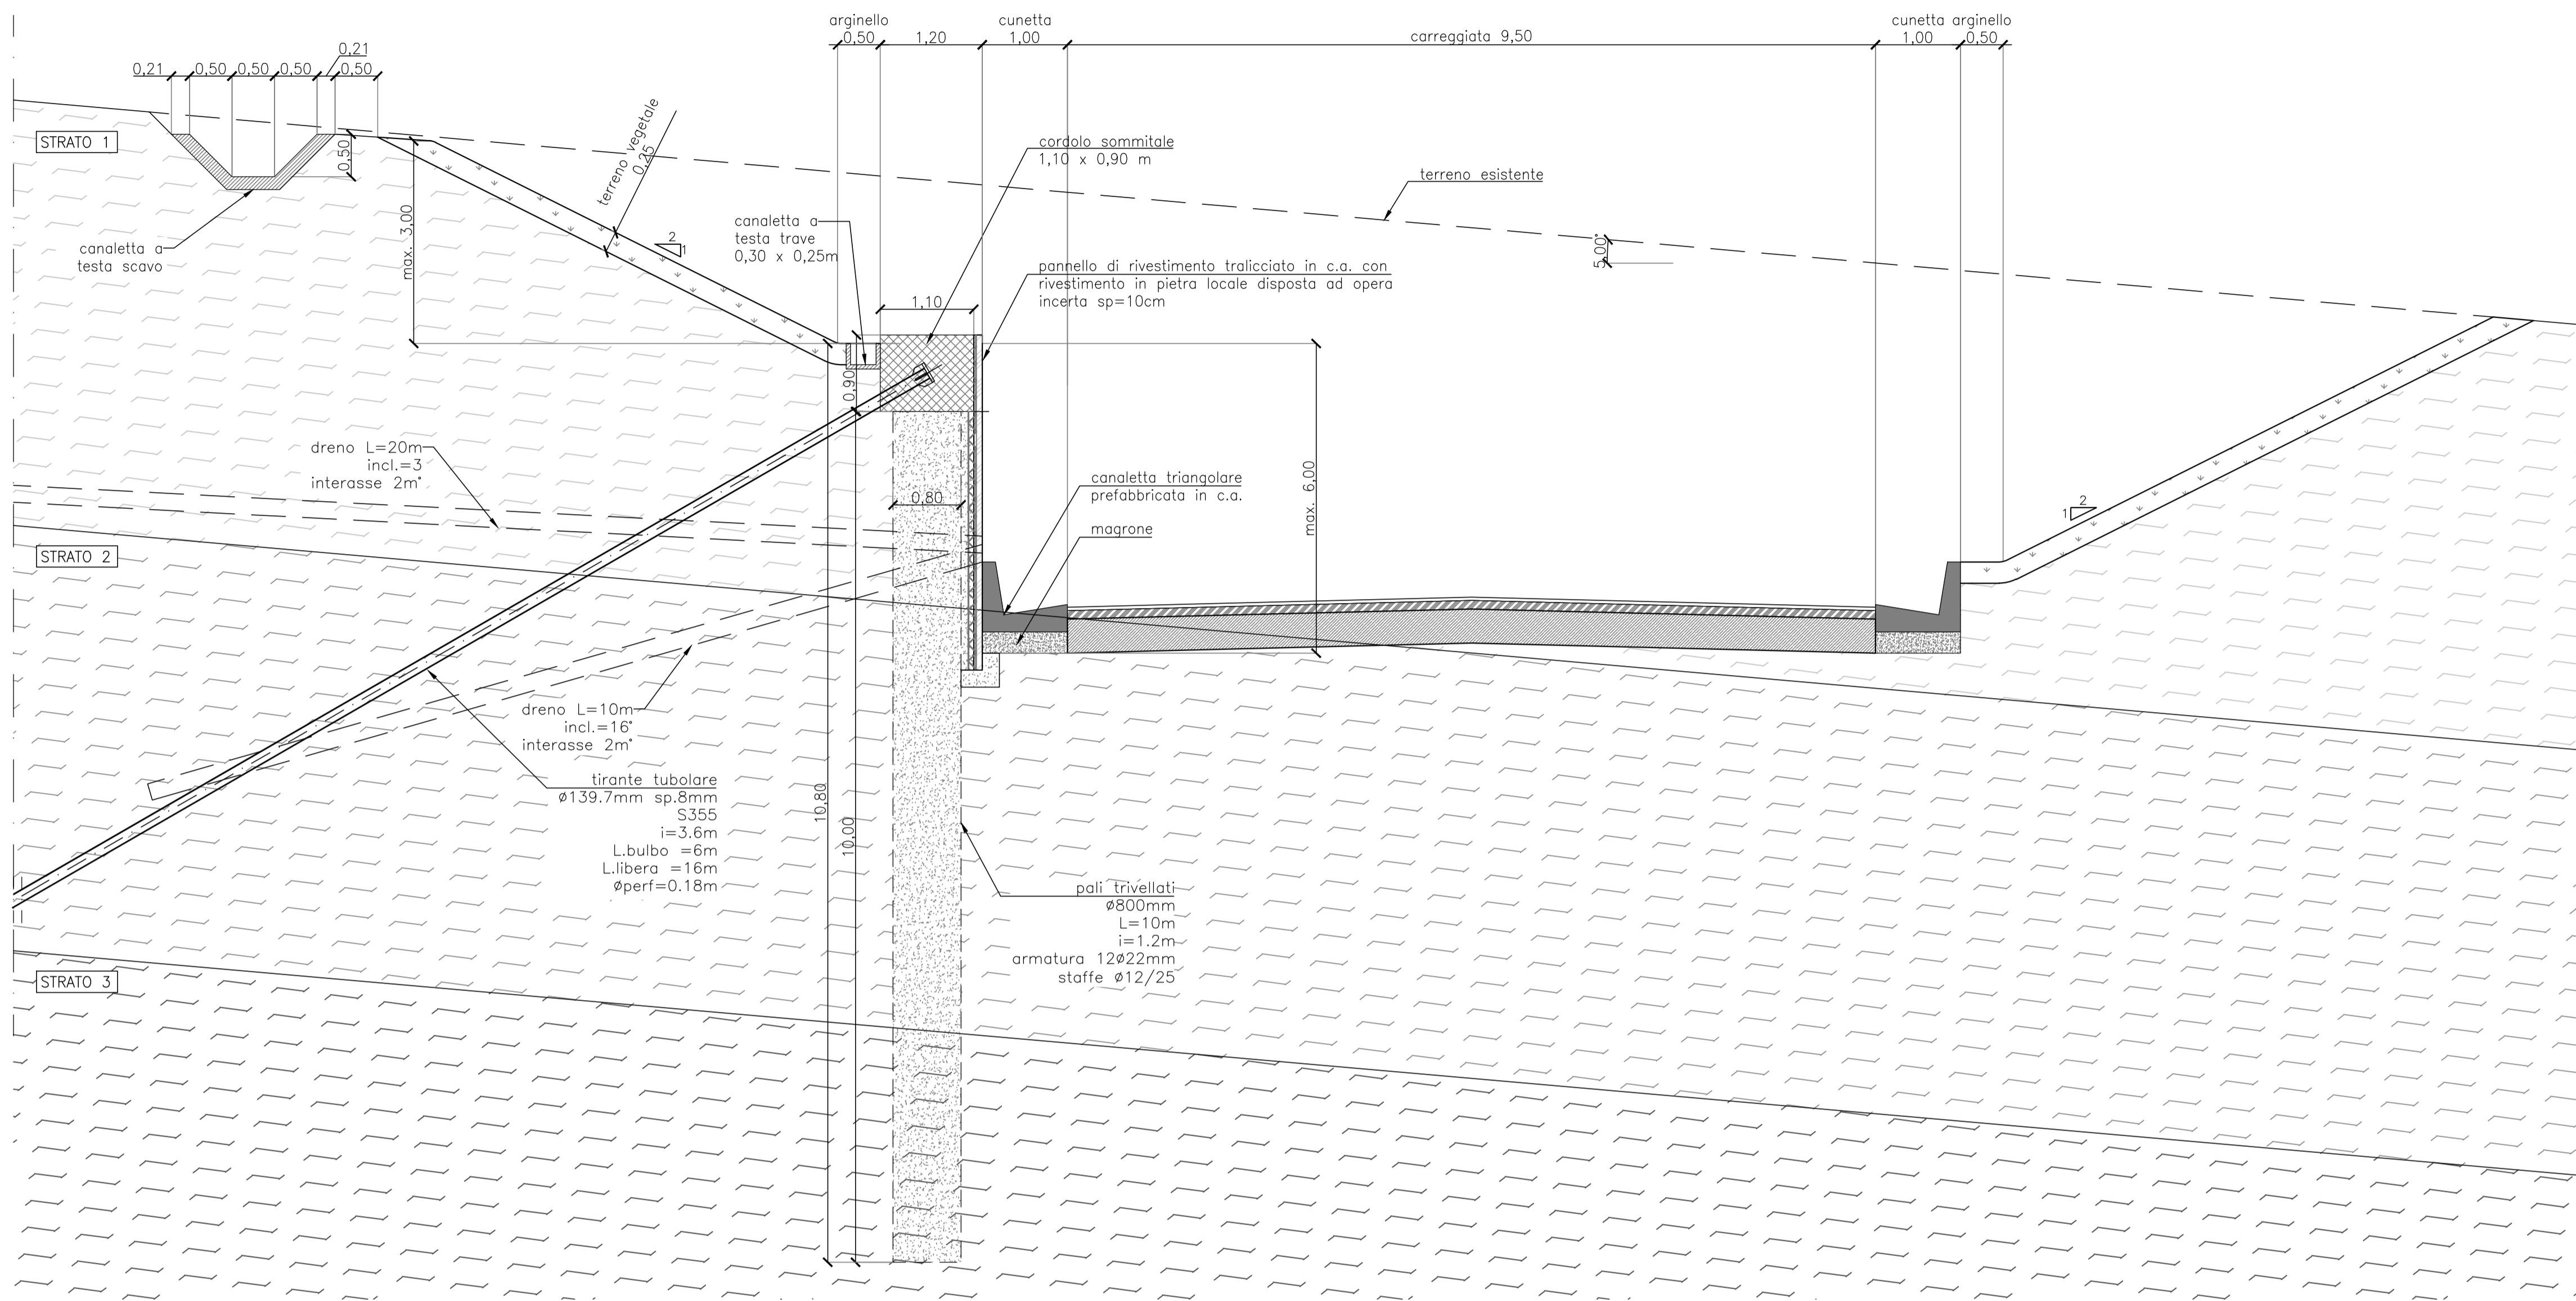 arginello
cunetta
cunetta arginello
0,50
1,20
1,00
carreggiata 9,50
1,00
0,50
0,21
0,21
0,50
0,50
0,50
0,50
STRATO 1
0.50
canaletta a
testa scavo
max. 3,00
terreno vegetale
0,25
2
1
canaletta a
testa trave
0,30 x 0,25m
cordolo sommitale
1,10 x 0,90 m
terreno esistente
5.00°
pannello di rivestimento tralicciato in c.a. con
rivestimento in pietra locale disposta ad opera
incerta sp=10cm
1,10
0,90
dreno L=20m
incl.=3
interasse 2m°
0,80
canaletta triangolare
prefabbricata in c.a.
magrone
max. 6,00
2
1
STRATO 2
dreno L=10m
incl.=16°
interasse 2m°
tirante tubolare
ø139.7mm sp.8mm
S355
i=3.6m
L.bulbo =6m
L.libera =16m
øperf=0.18m
10,80
10,00
pali trivellati
ø800mm
L=10m
i=1.2m
armatura 12ø22mm
staffe ø12/25
STRATO 3